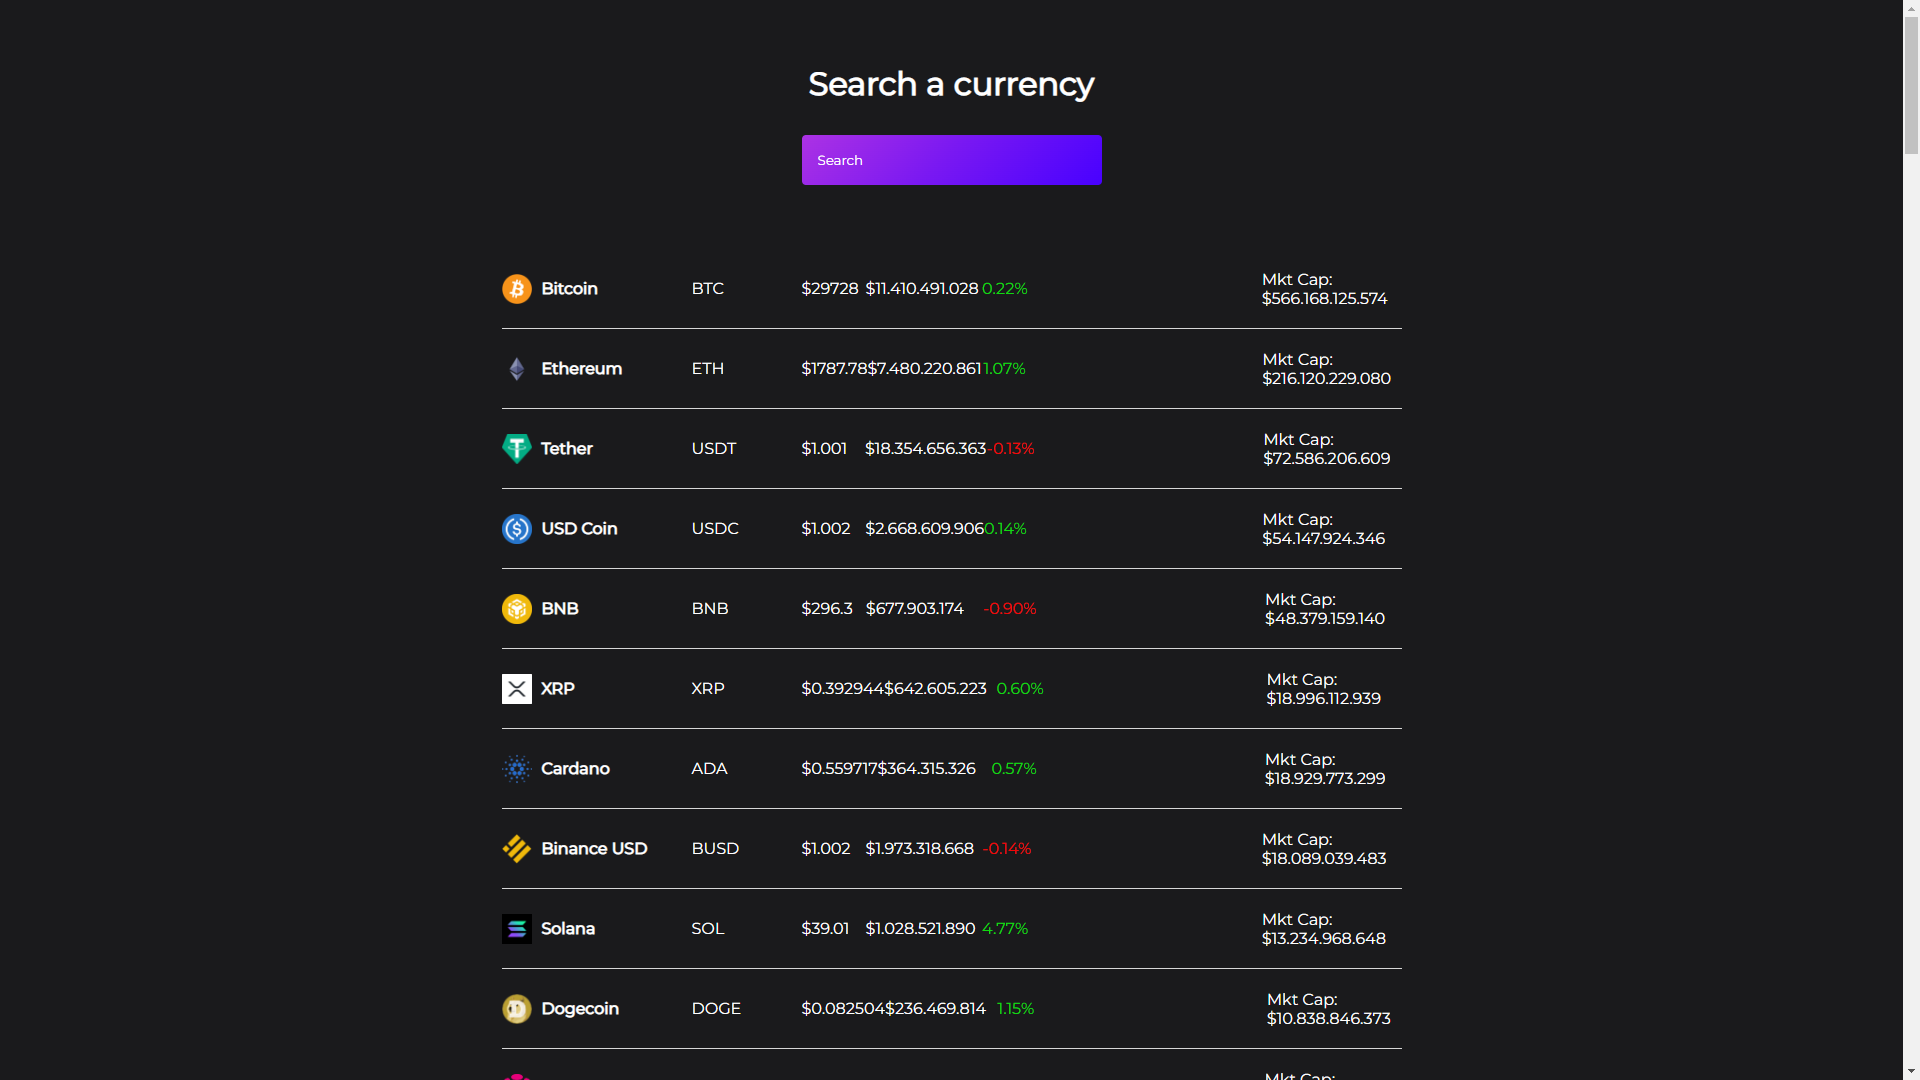 Search a currency
Search
Bitcoin BTC $29728 $11.410.491.028 0.22% Mkt Cap:
$566.168.125.574
Ethereum ETH $1787.78$7.480.220.8611.07% Mkt Cap:
$216.120.229.080
Tether USDT $1.001 $18.354.656.363-0.13% Mkt Cap:
$72.586.206.609
USD Coin USDC $1.002 $2.668.609.9060.14% Mkt Cap:
$54.147.924.346
BNB BNB $296.3 $677.903.174 -0.90% Mkt Cap:
$48.379.159.140
XRP XRP $0.392944$642.605.223 0.60% Mkt Cap:
$18.996.112.939
Cardano ADA $0.559717$364.315.326 0.57% Mkt Cap:
$18.929.773.299
Binance USD BUSD $1.002 $1.973.318.668 -0.14% Mkt Cap:
$18.089.039.483
Solana SOL $39.01 $1.028.521.890 4.77% Mkt Cap:
$13.234.968.648
Dogecoin DOGE $0.082504$236.469.814 1.15% Mkt Cap:
$10.838.846.373
Mkt Cap: